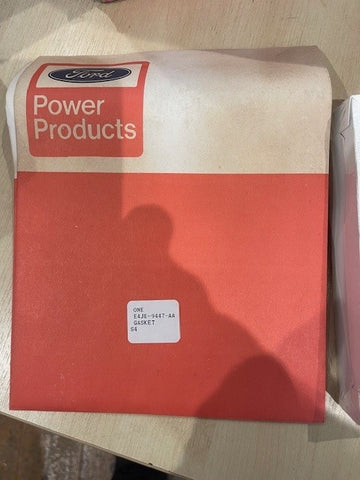 Ford
Power
Products
ONE
E4JE-9447-AA
GASKET
S4